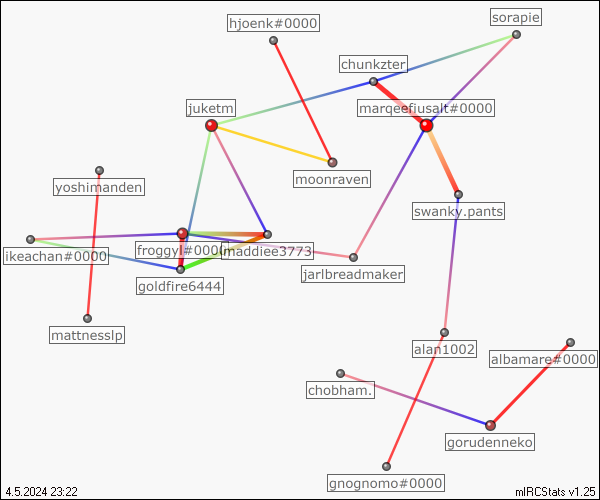 hjoenk#0000
sorapie
chunkzter
juketm
marqeefiusalt#0000
moonraven
yoshimanden
swanky.pants
froggyl#0000
maddiee3773
ikeachan#0000
jarlbreadmaker
goldfire6444
mattnesslp
alan1002
albamare#0000
chobham.
gorudenneko
gnognomo#0000
4.5.2024 23:22
mIRCStats v1.25